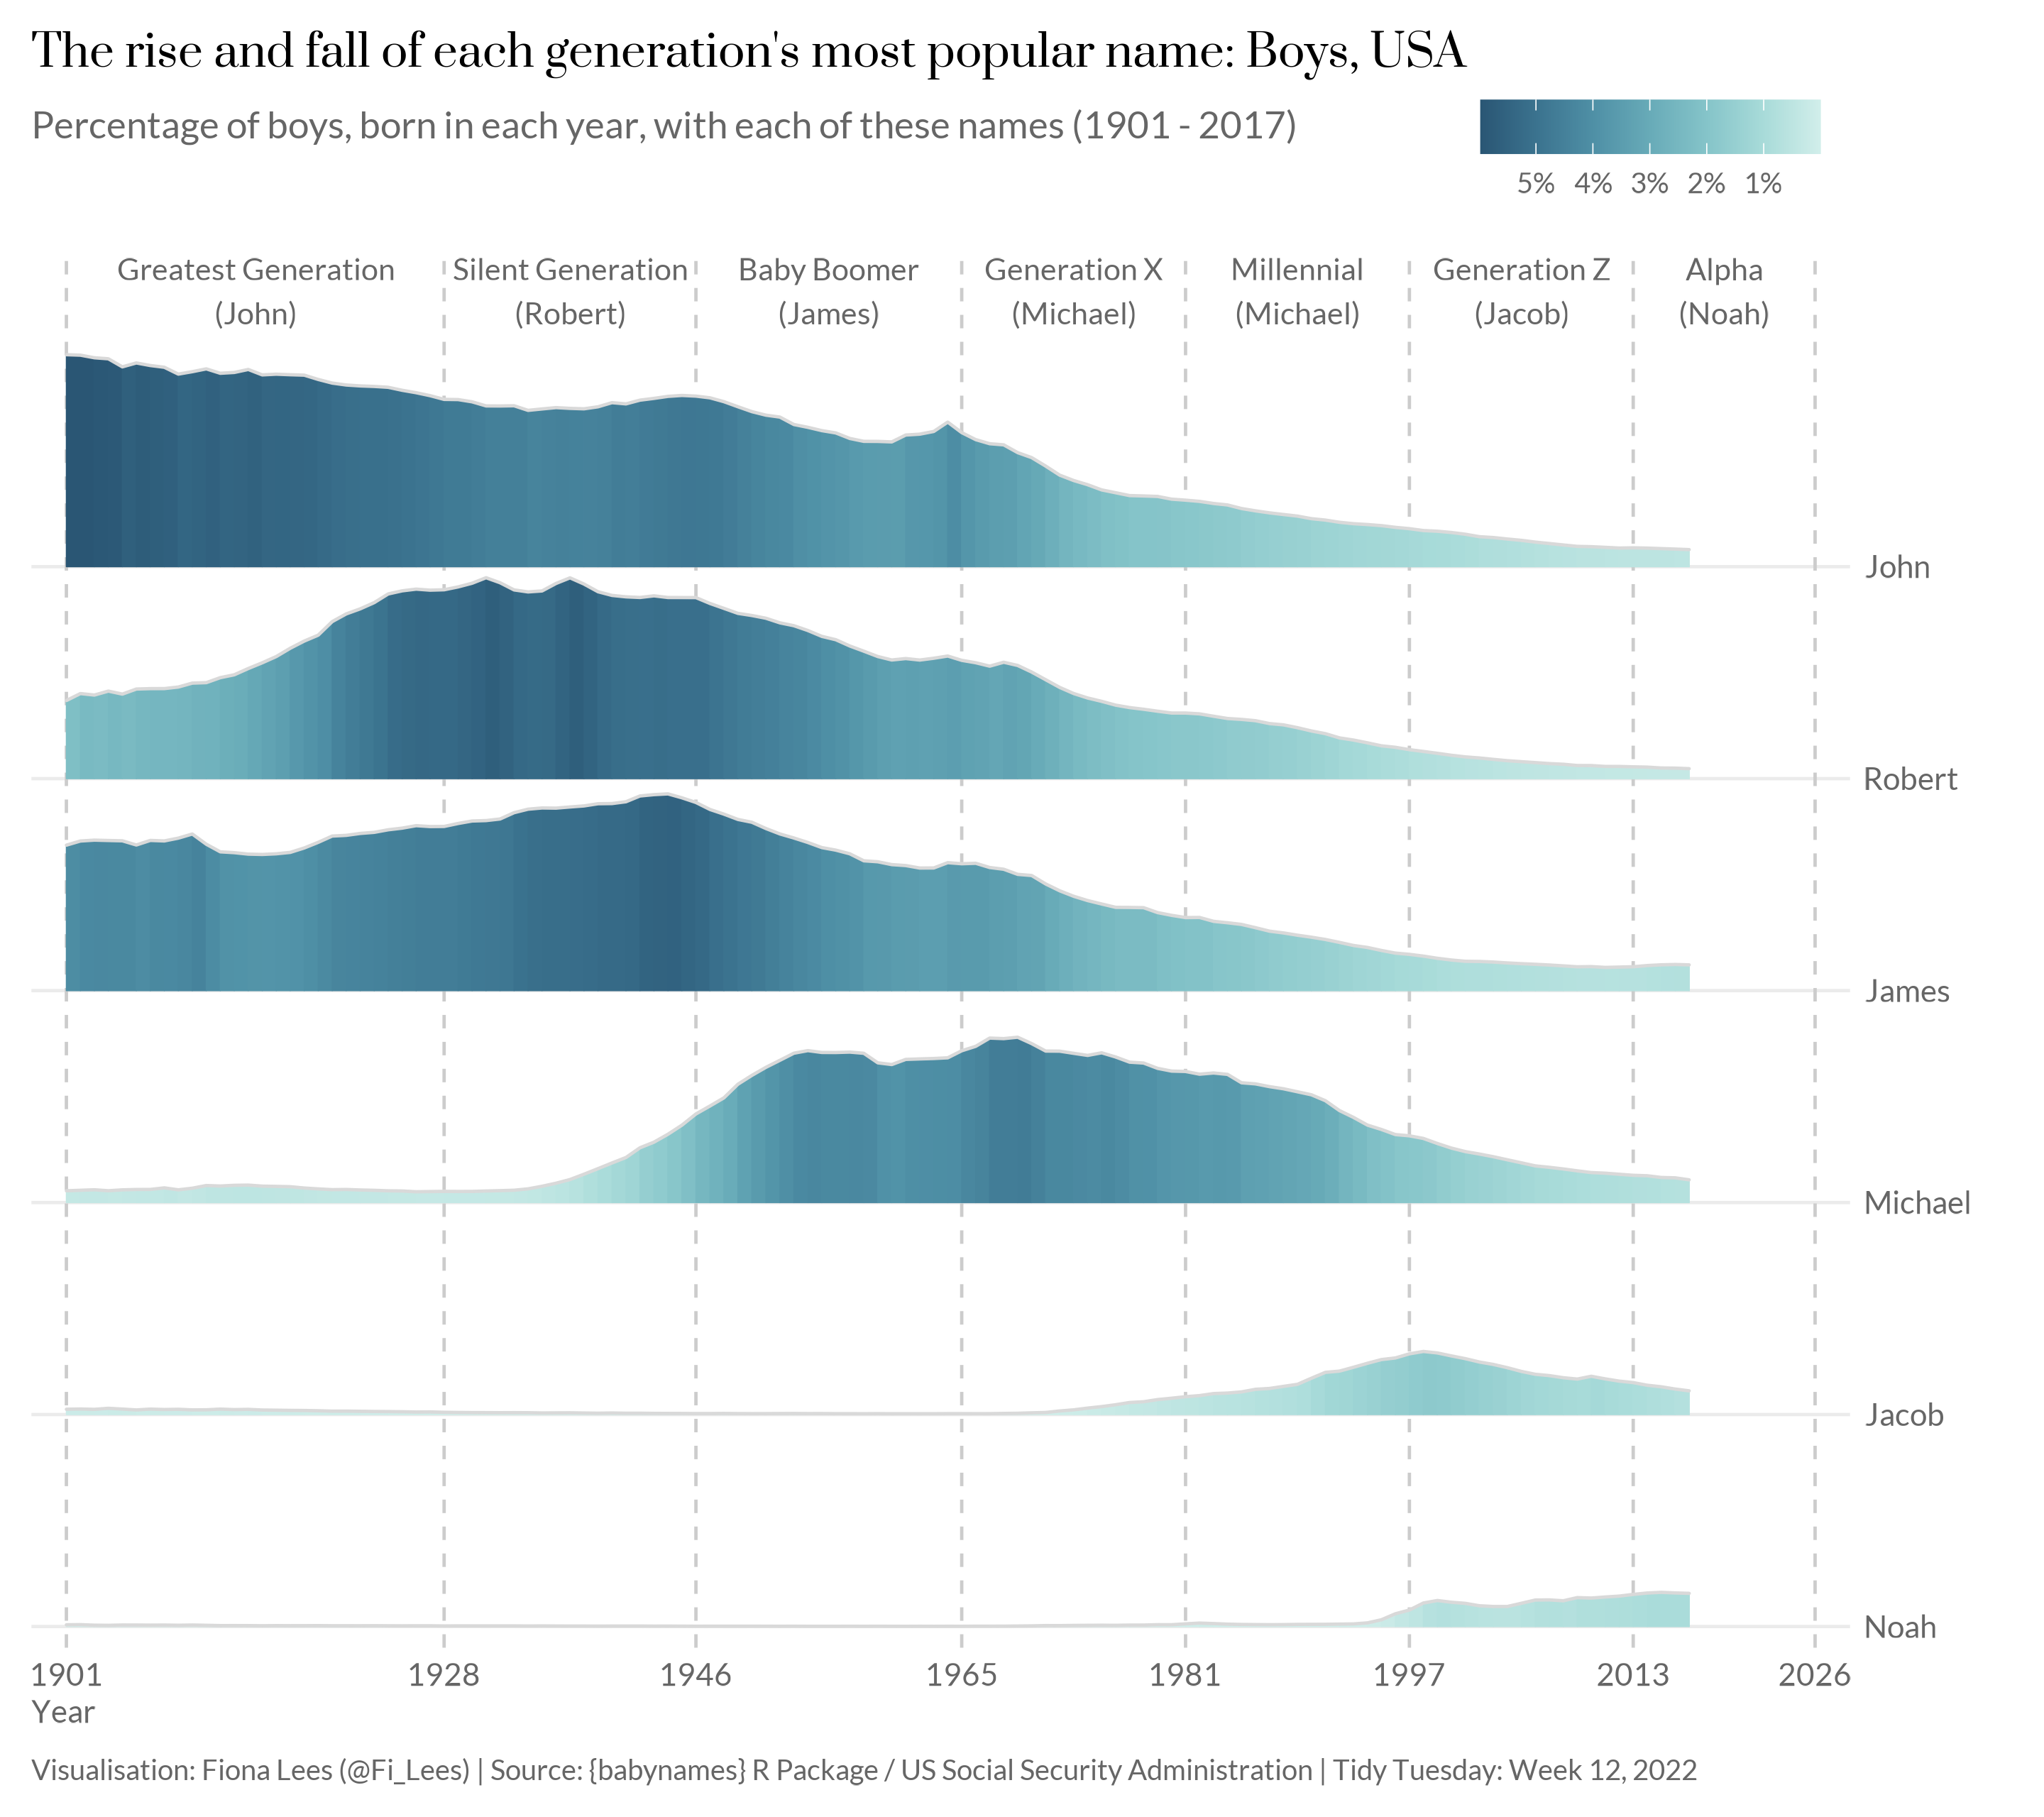 The rise and fall of each generation's most popular name: Boys, USA
Percentage of boys, born in each year, with each of these names (1901 - 2017)
5% 4% 3% 2% 1%
Greatest Generation Silent Generation Baby Boomer Generation X Millennial Generation Z Alpha
(John) (Robert) (James) (Michael) (Michael) (Jacob) (Noah)
John
Robert
James
Michael
Jacob
Noah
1901 1928 1946 1965 1981 1997 2013 2026
Year
Visualisation: Fiona Lees (@Fi_Lees) | Source: {babynames} R Package / US Social Security Administration | Tidy Tuesday: Week 12, 2022